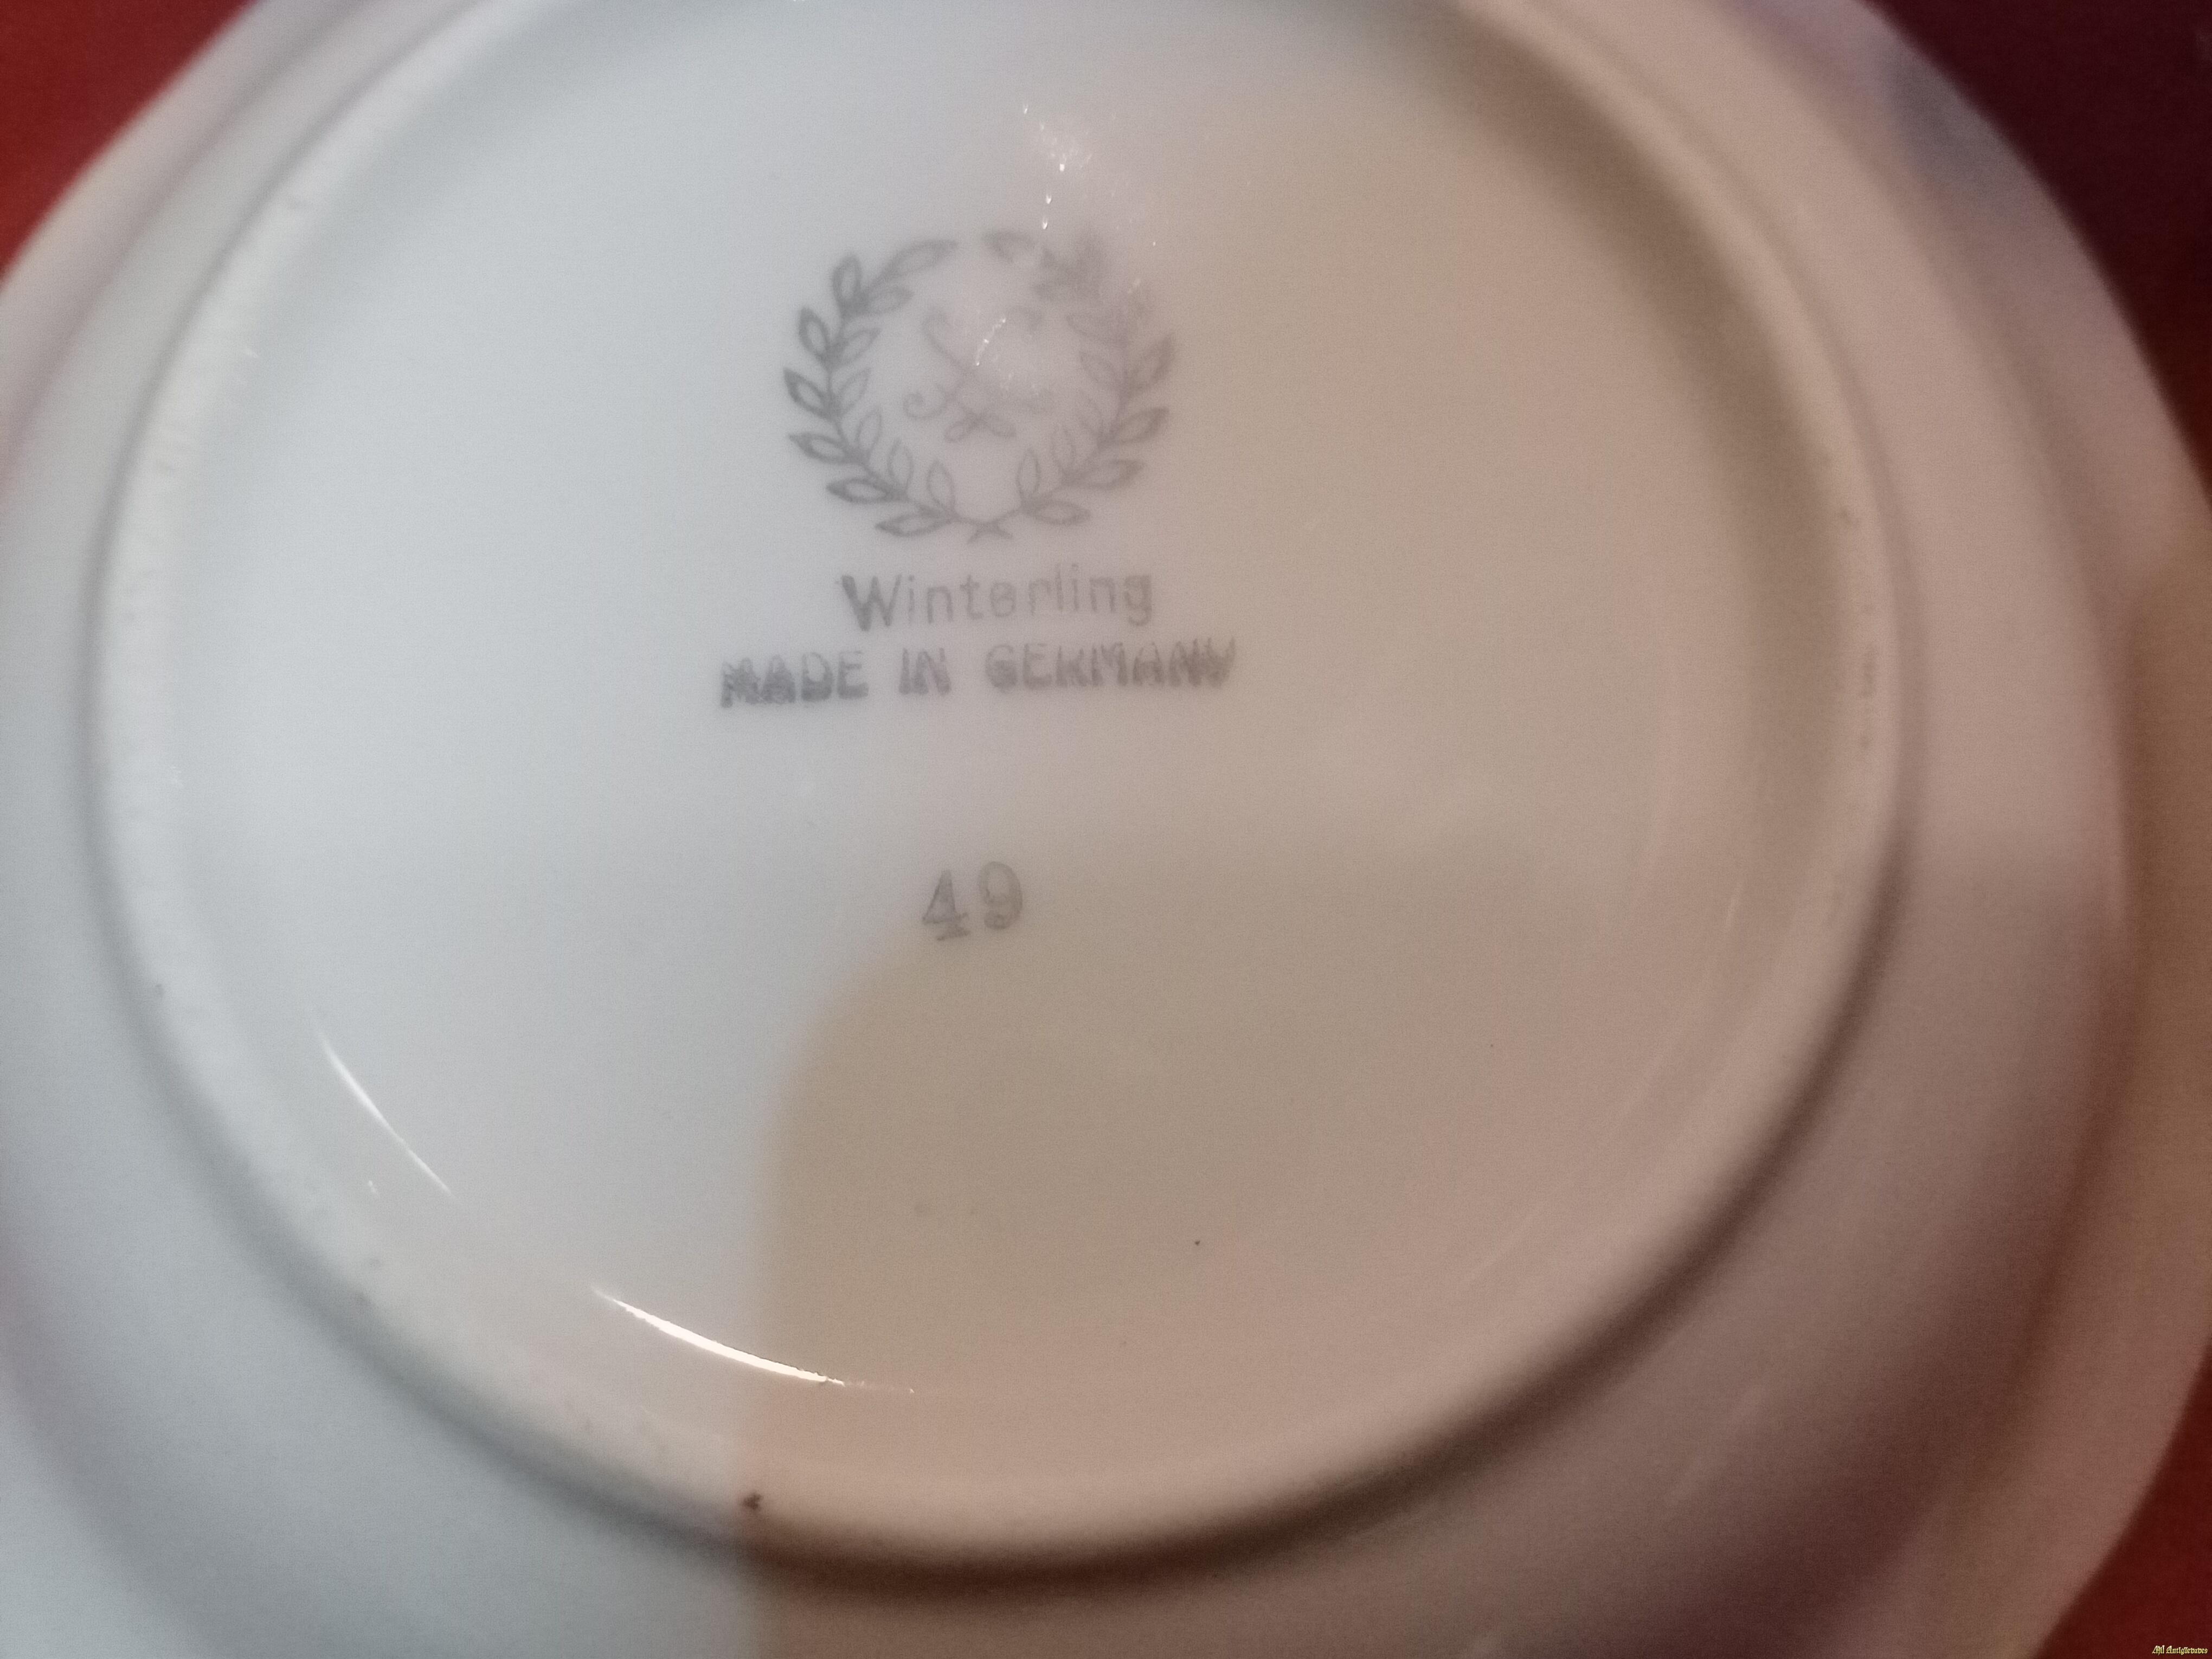 Winterling
MADE IN GERMANY
49